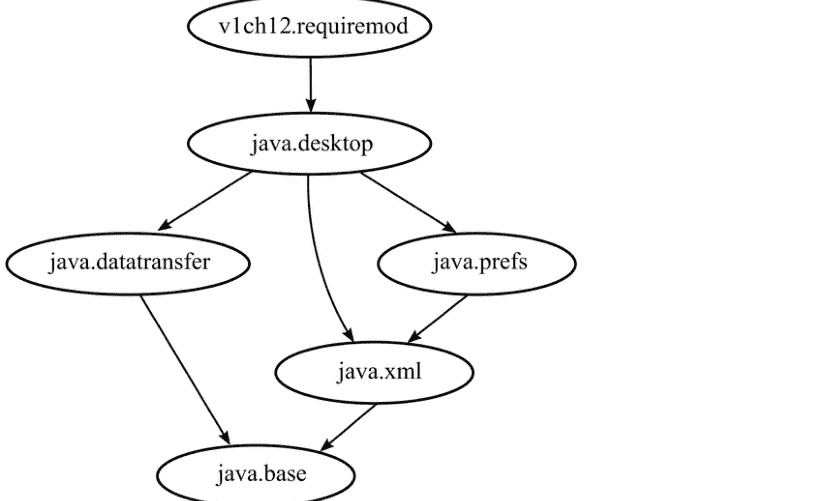 v1ch12.requiremod
java.desktop
java.datatransfer
java.prefs
java.xml
java.base